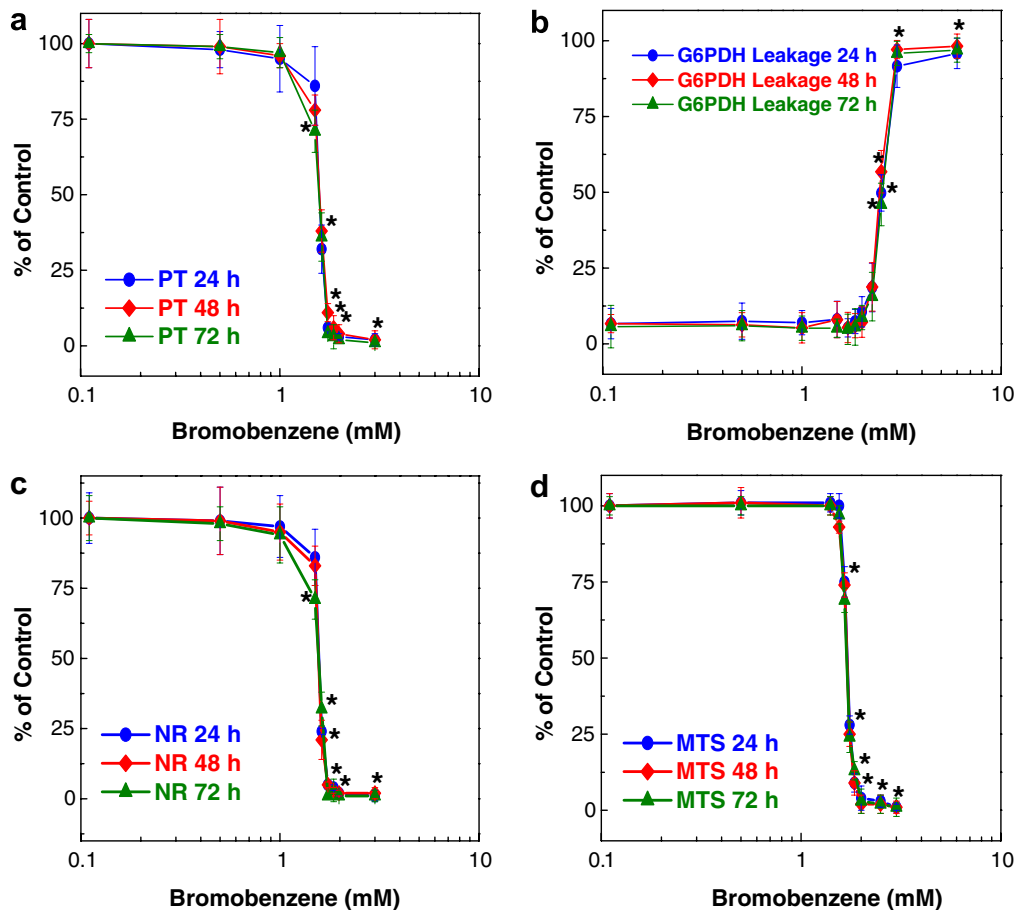 a
100
75
50
25
0
% of Control
PT 24 h
PT 48 h
PT 72 h
* * * * * *
0.1 1 10
Bromobenzene (mM)
b
100
75
50
25
0
% of Control
G6PDH Leakage 24 h
G6PDH Leakage 48 h
G6PDH Leakage 72 h
* * * * *
0.1 1 10
Bromobenzene (mM)
c
100
75
50
25
0
% of Control
NR 24 h
NR 48 h
NR 72 h
* * * * * *
0.1 1 10
Bromobenzene (mM)
d
100
75
50
25
0
% of Control
MTS 24 h
MTS 48 h
MTS 72 h
* * * * * *
0.1 1 10
Bromobenzene (mM)